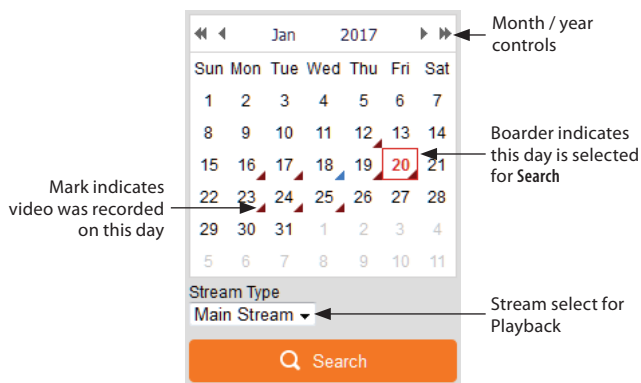 Jan 2017
Month / year
controls
Sun Mon Tue Wed Thu Fri Sat
1 2 3 4 5 6 7
8 9 10 11 12 13 14
Boarder indicates
this day is selected
for Search
15 16 17 18 19 20 21
Mark indicates
video was recorded
on this day
22 23 24 25 26 27 28
29 30 31 1 2 3 4
5 6 7 8 9 10 11
Stream Type
Main Stream
Stream select for
Playback
Search